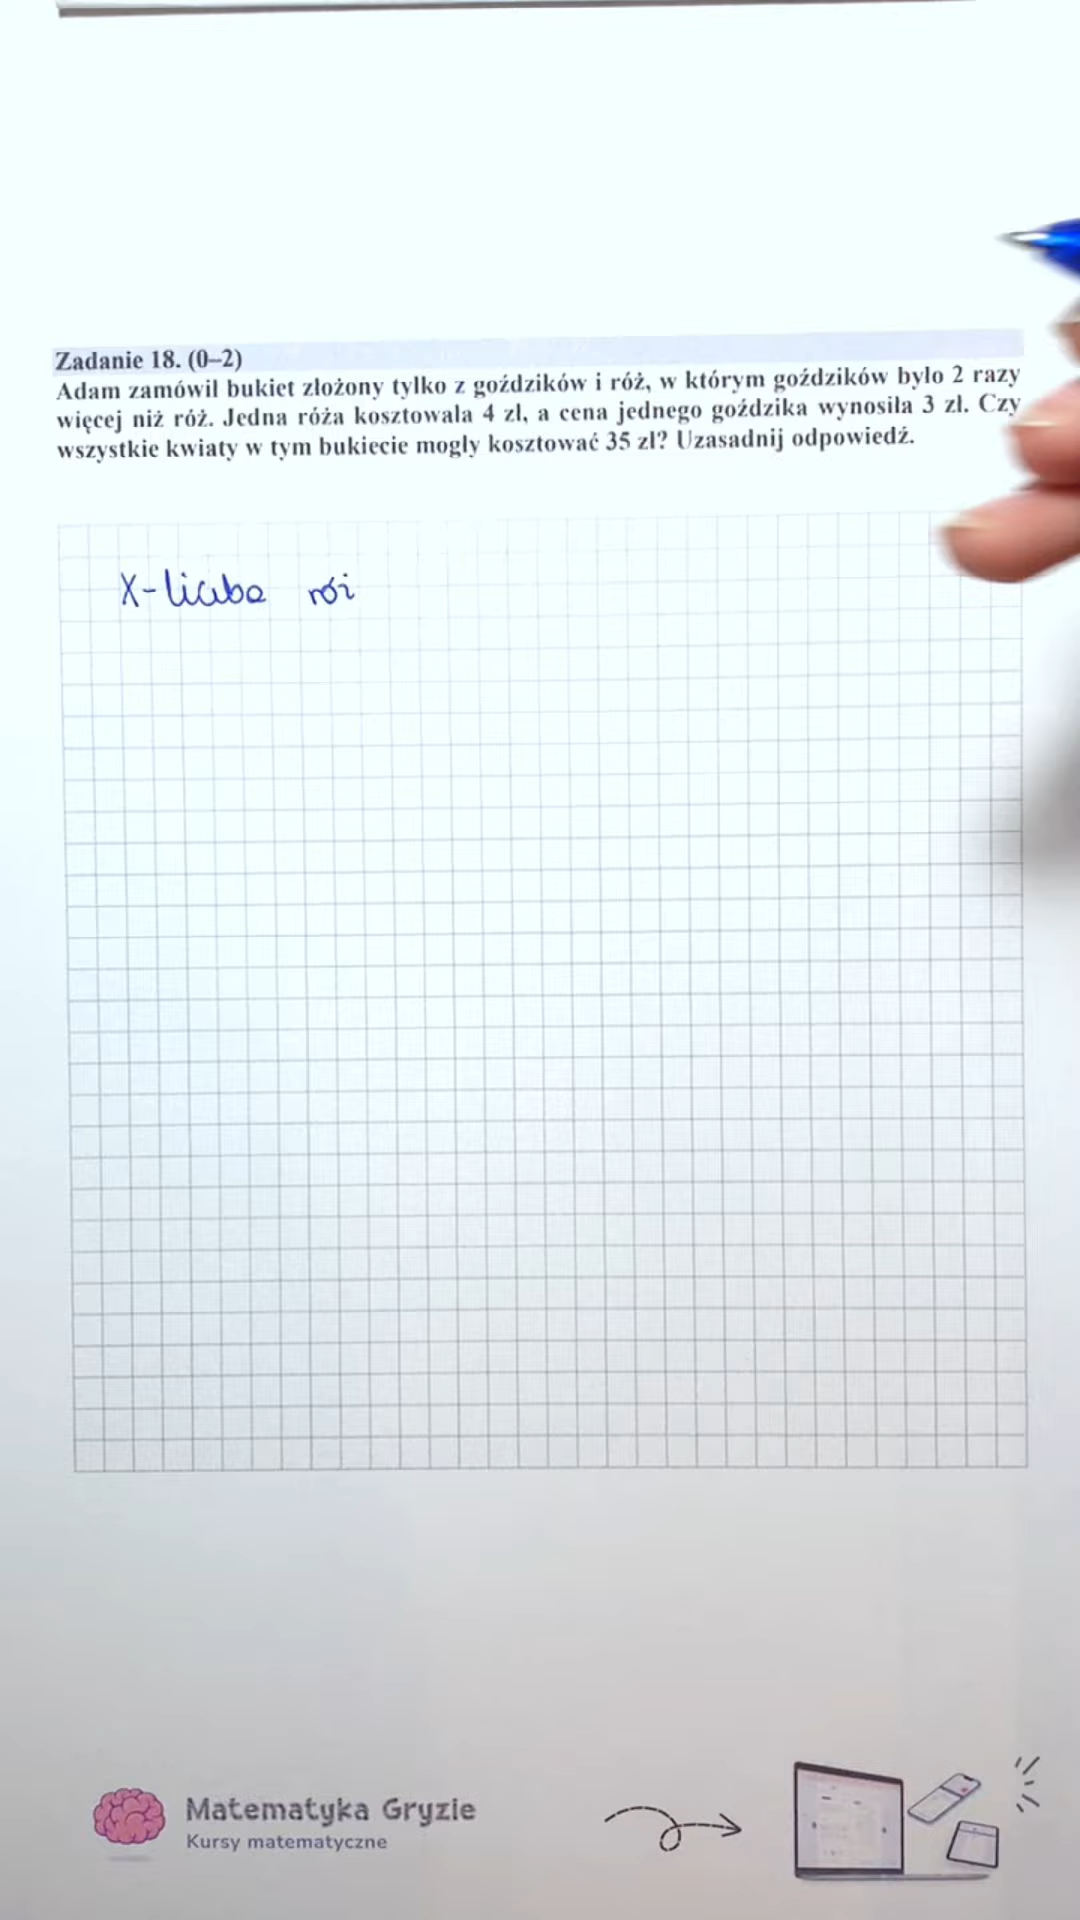 Zadanie 18. (0–2)
Adam zamówił bukiet złożony tylko z goździków i róż, w którym goździków było 2 razy
więcej niż róż. Jedna róża kosztowała 4 zł, a cena jednego goździka wynosiła 3 zł. Czy
wszystkie kwiaty w tym bukiecie mogły kosztować 35 zł? Uzasadnij odpowiedź.
X-liczba róż
Matematyka Gryzie
Kursy matematyczne